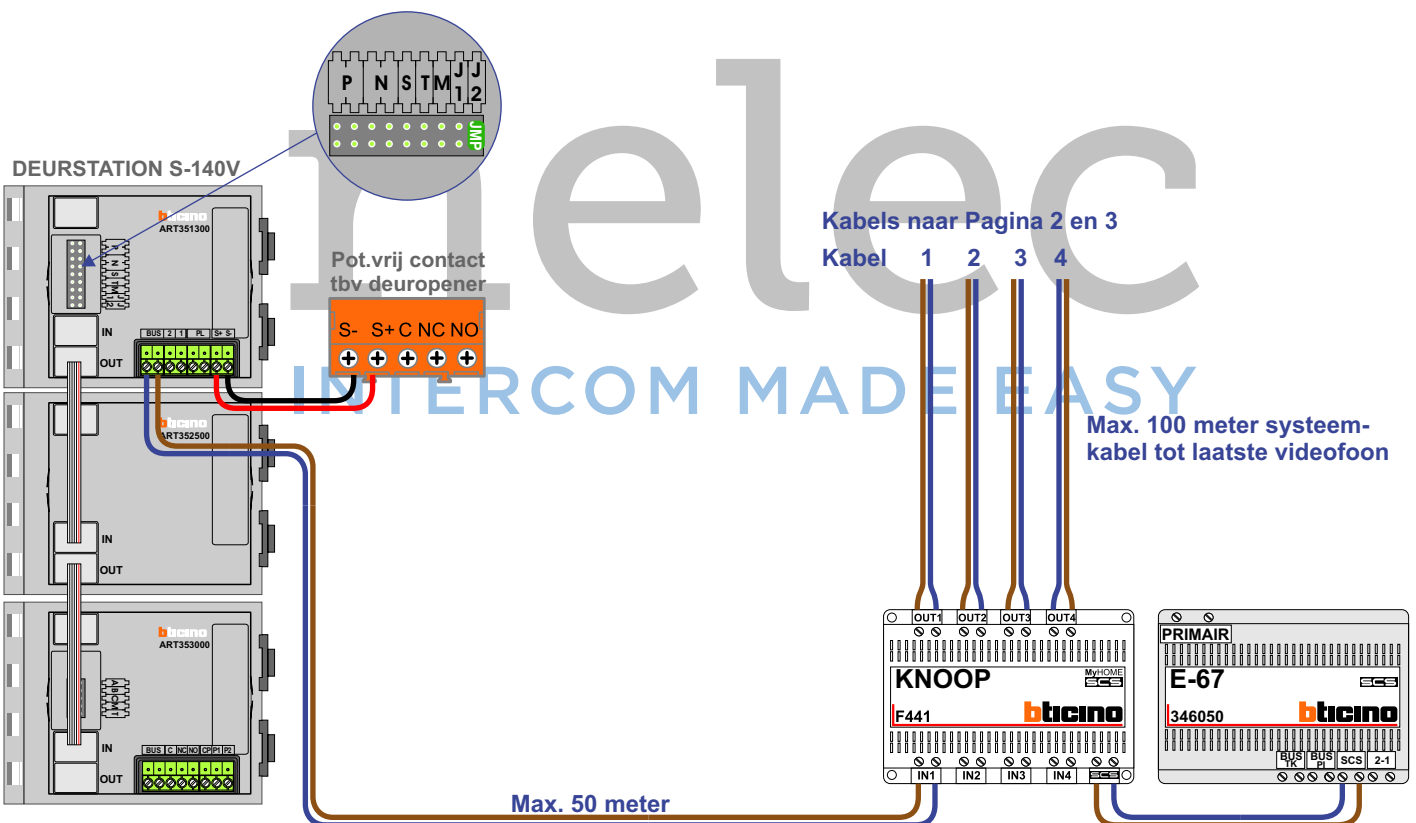 nelec
INTERCOM MADE EASY
P N S T M J1 J2
JMP
DEURSTATION S-140V
bticino
ART351300
P N S T M J1 J2
IN
OUT
BUS 2 1 PL S+ S-
Pot.vrij contact
tbv deuropener
S- S+ C NC NO
Kabels naar Pagina 2 en 3
Kabel 1 2 3 4
Max. 100 meter systeem-
kabel tot laatste videofoon
bticino
ART352500
IN
OUT
bticino
ART353000
A B C M T
IN
OUT
BUS C NC NO CP P1 P2
Max. 50 meter
OUT1 OUT2 OUT3 OUT4
KNOOP
MyHOME
SCS
F441
bticino
IN1 IN2 IN3 IN4 SCS
PRIMAIR
E-67
SCS
346050
bticino
BUS TK BUS PI SCS 2-1